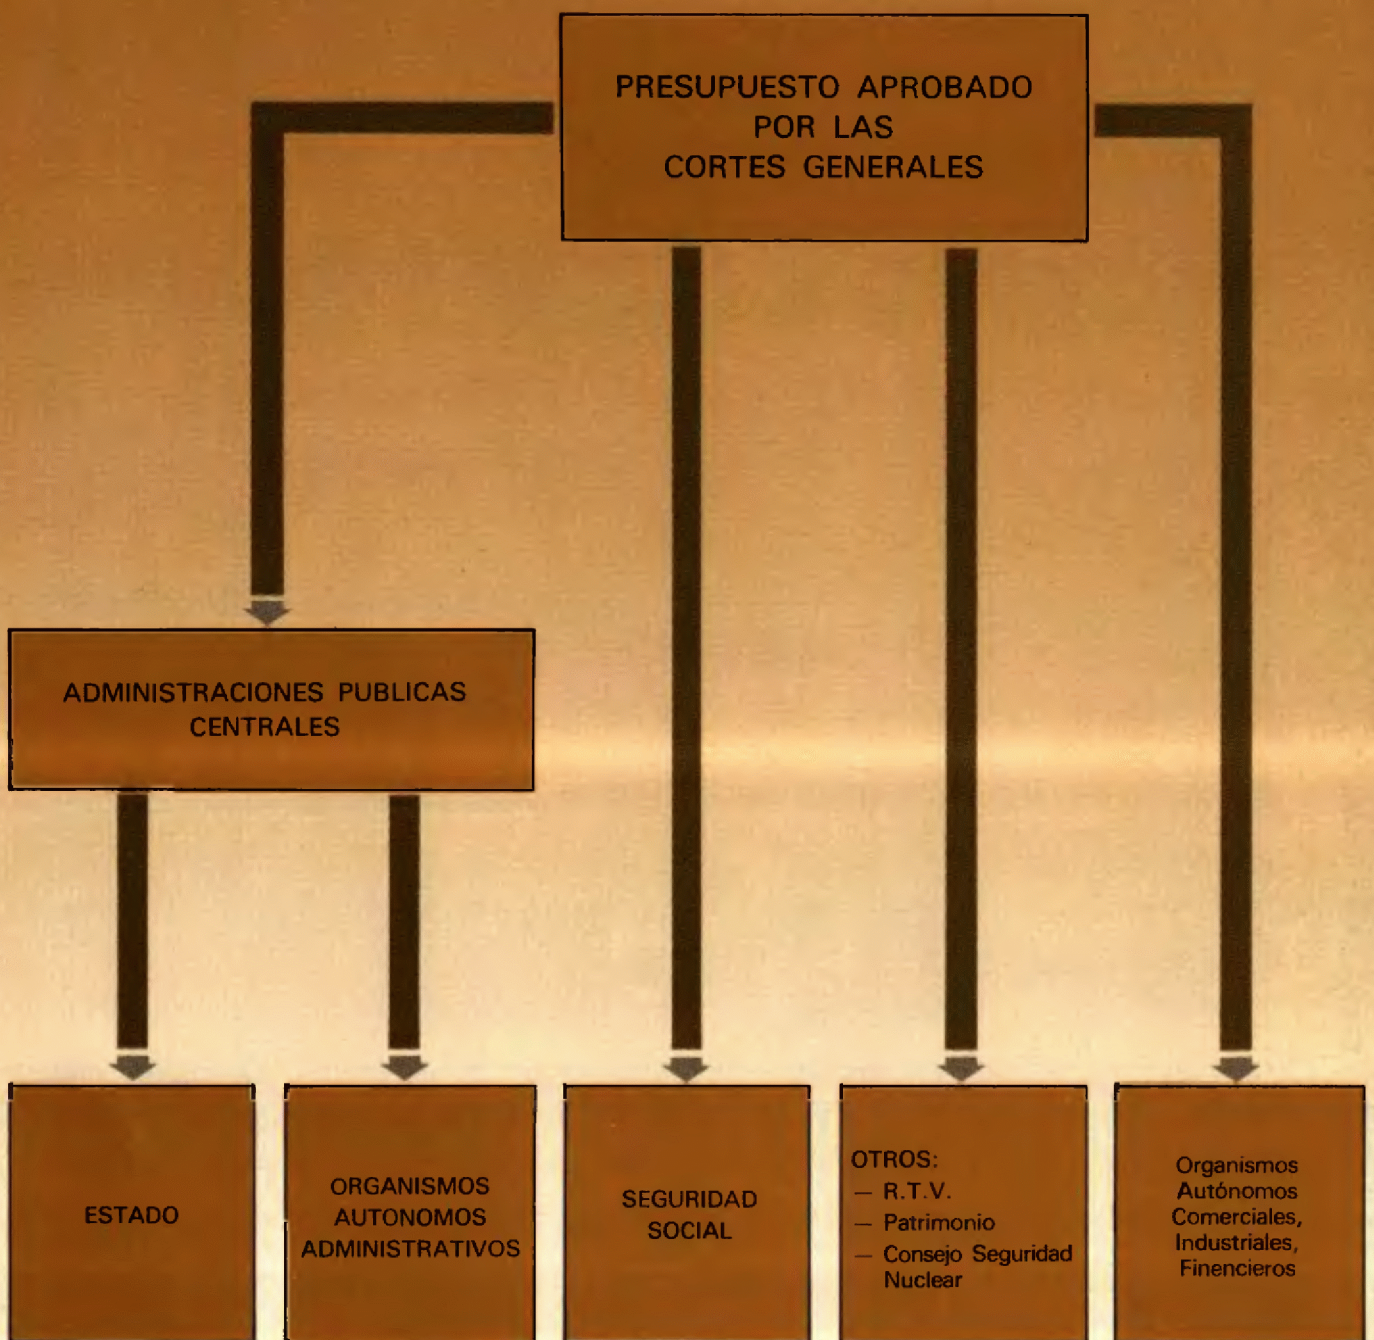 PRESUPUESTO APROBADO
POR LAS
CORTES GENERALES
ADMINISTRACIONES PUBLICAS
CENTRALES
ESTADO
ORGANISMOS
AUTONOMOS
ADMINISTRATIVOS
SEGURIDAD
SOCIAL
OTROS:
— R.T.V.
— Patrimonio
— Consejo Seguridad
Nuclear
Organismos
Autónomos
Comerciales,
Industriales,
Finencieros